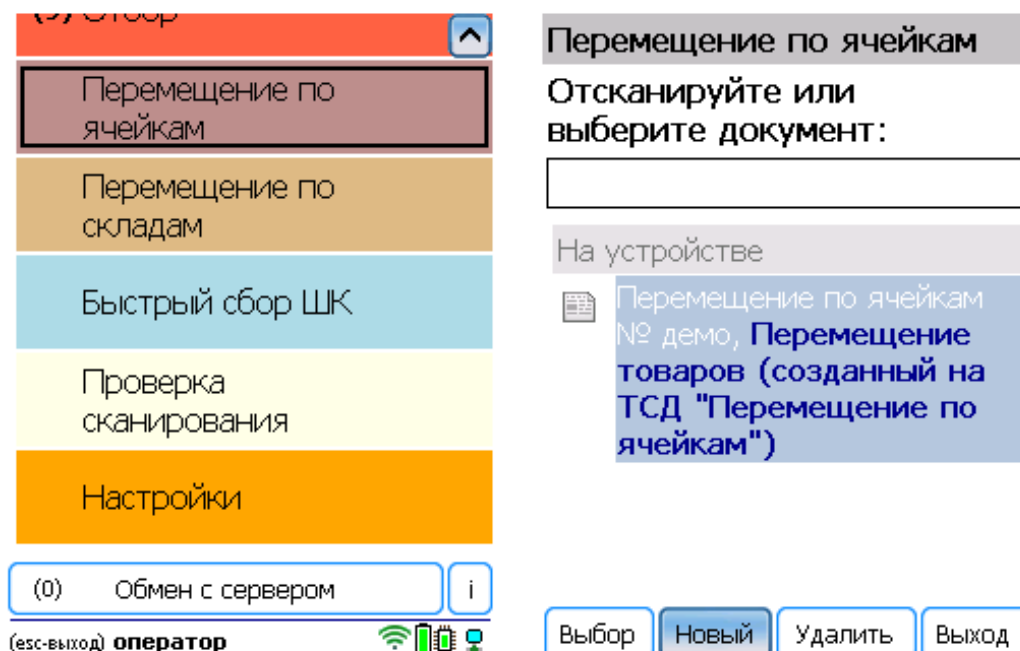 (9) Отбор
Перемещение по
ячейкам
Перемещение по
складам
Быстрый сбор ШК
Проверка
сканирования
Настройки
(0) Обмен с сервером i
(esc-выход) оператор
Перемещение по ячейкам
Отсканируйте или
выберите документ:
На устройстве
Перемещение по ячейкам
№ демо, Перемещение
товаров (созданный на
ТСД "Перемещение по
ячейкам")
Выбор Новый Удалить Выход